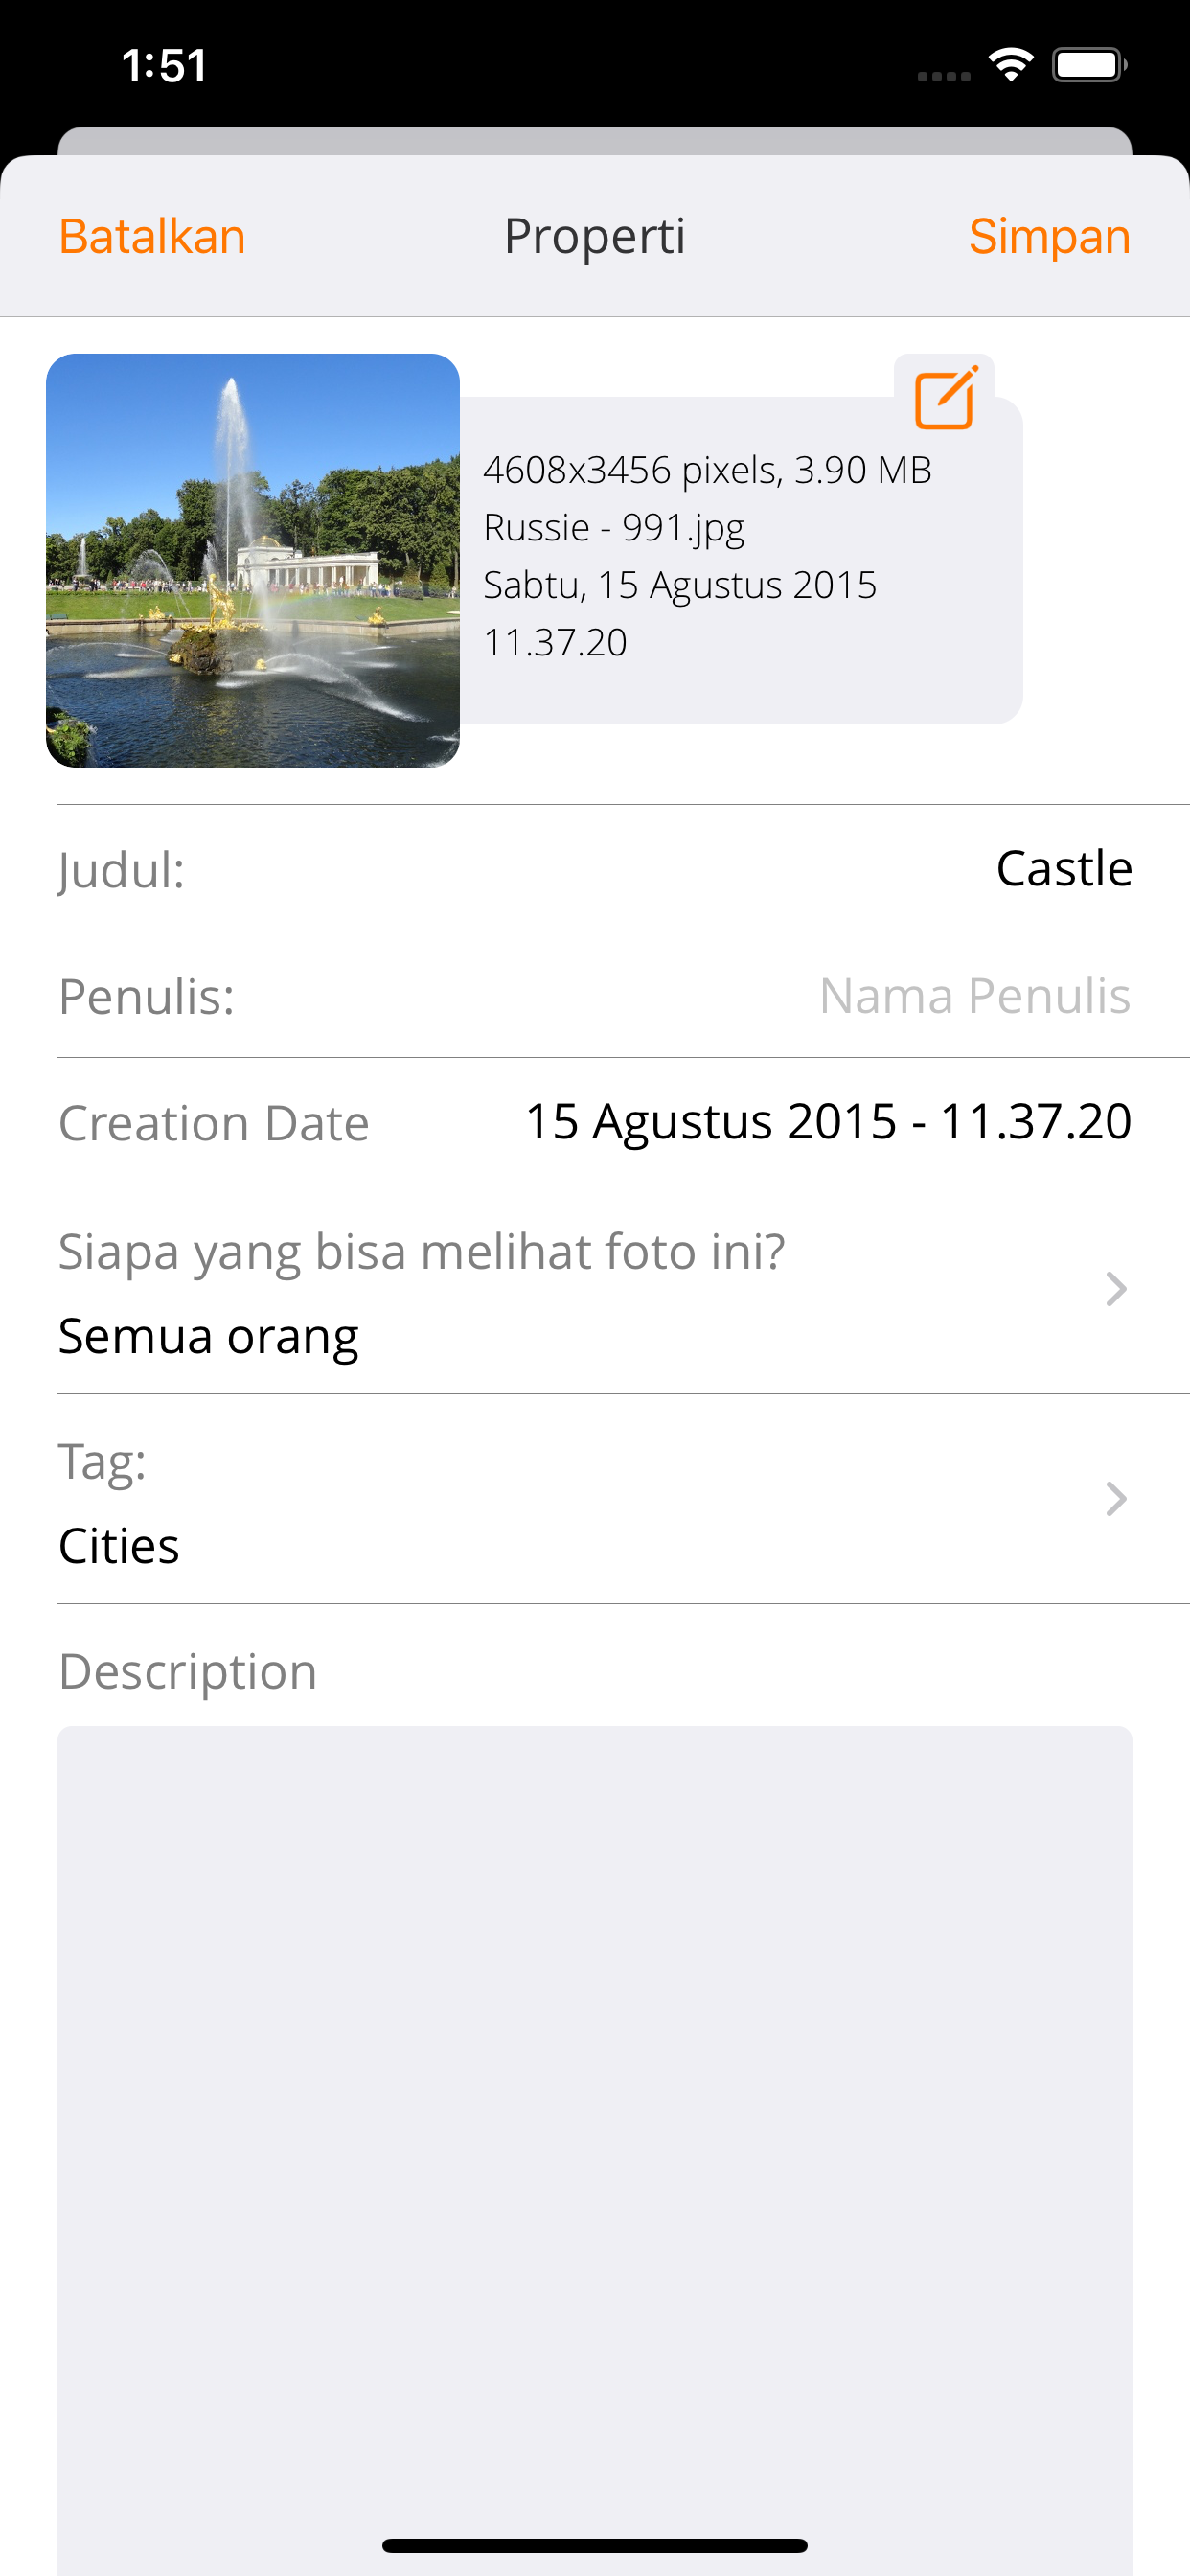 1:51
Batalkan
Properti
Simpan
4608x3456 pixels, 3.90 MB
Russie - 991.jpg
Sabtu, 15 Agustus 2015
11.37.20
Judul:
Castle
Penulis:
Nama Penulis
Creation Date
15 Agustus 2015 - 11.37.20
Siapa yang bisa melihat foto ini?
Semua orang
Tag:
Cities
Description